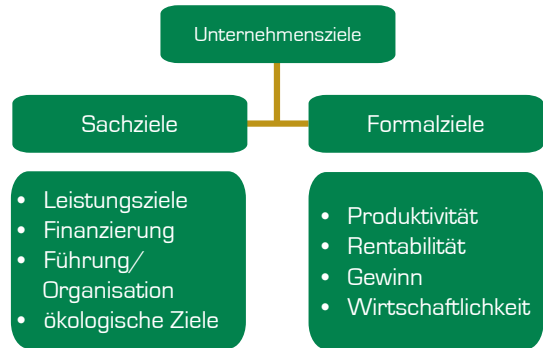 Unternehmensziele
Sachziele
Formalziele
• Leistungsziele
• Finanzierung
• Führung/
Organisation
• ökologische Ziele
• Produktivität
• Rentabilität
• Gewinn
• Wirtschaftlichkeit